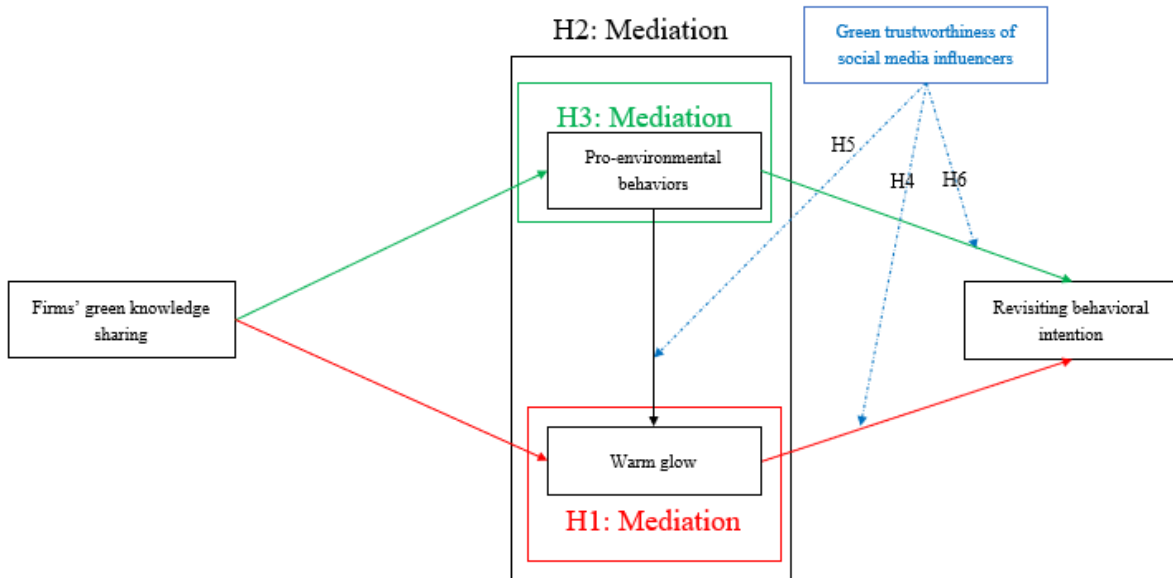 H2: Mediation
Green trustworthiness of
social media influencers
H3: Mediation
Pro-environmental
behaviors
H5
H4
H6
Firms’ green knowledge
sharing
Revisiting behavioral
intention
Warm glow
H1: Mediation